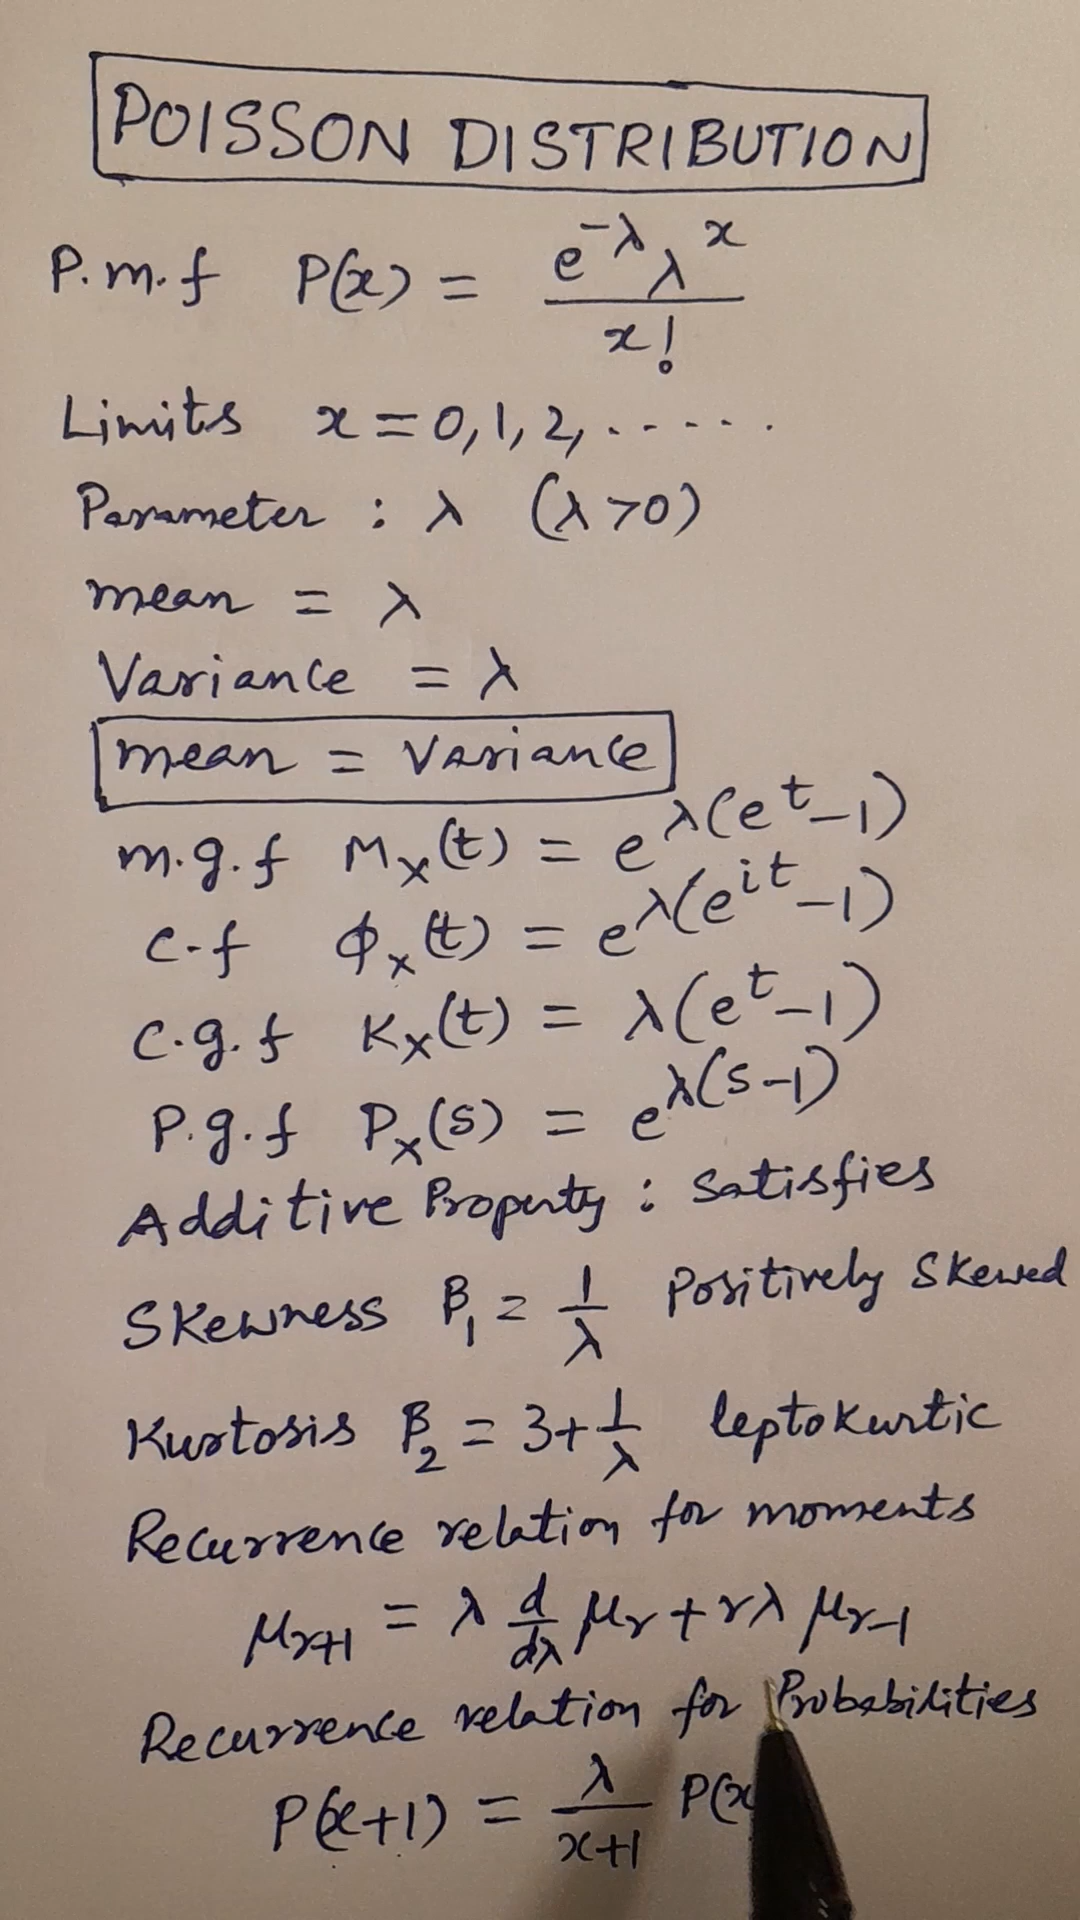 POISSON DISTRIBUTION
P.m.f P(x) = e^{-λ} λ^x / x!
Limits x = 0, 1, 2, ......
Parameter : λ (λ > 0)
mean = λ
Variance = λ
mean = Variance
m.g.f M_X(t) = e^{λ(e^t - 1)}
C.f ϕ_X(t) = e^{λ(e^{it} - 1)}
C.g.f K_X(t) = λ(e^t - 1)
P.g.f P_X(s) = e^{λ(s-1)}
Additive Property : Satisfies
Skewness β_1 = 1/λ Positively Skewed
Kurtosis β_2 = 3 + 1/λ leptokurtic
Recurrence relation for moments
μ_{r+1} = λ d/dλ μ_r + rλ μ_{r-1}
Recurrence relation for Probabilities
P(x+1) = λ/(x+1) P(x